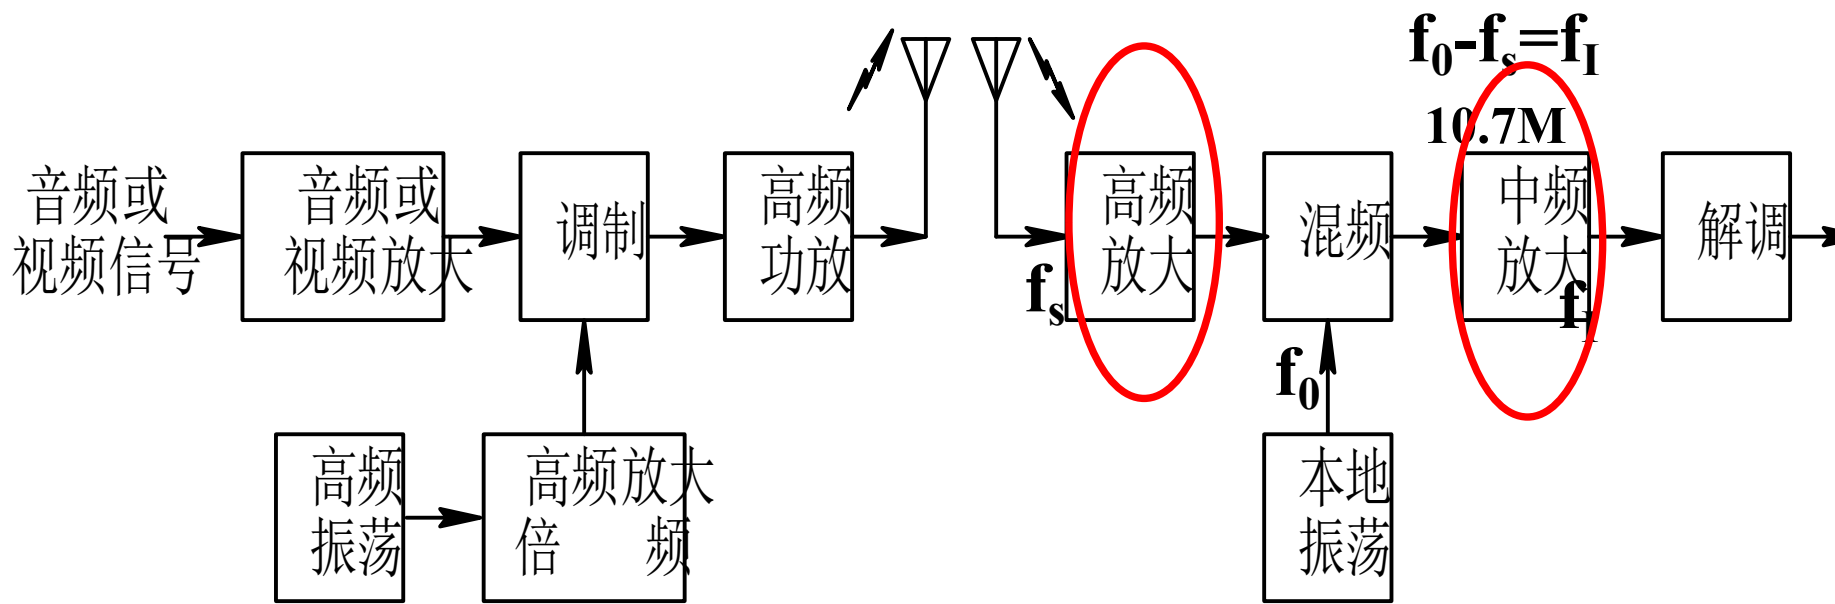 f0-fs=fI
10.7M
音频或
视频信号
音频或
视频放大
调制
高频
功放
高频
放大
混频
中频
放大
解调
fs
fI
f0
高频
振荡
高频放大
倍 频
本地
振荡